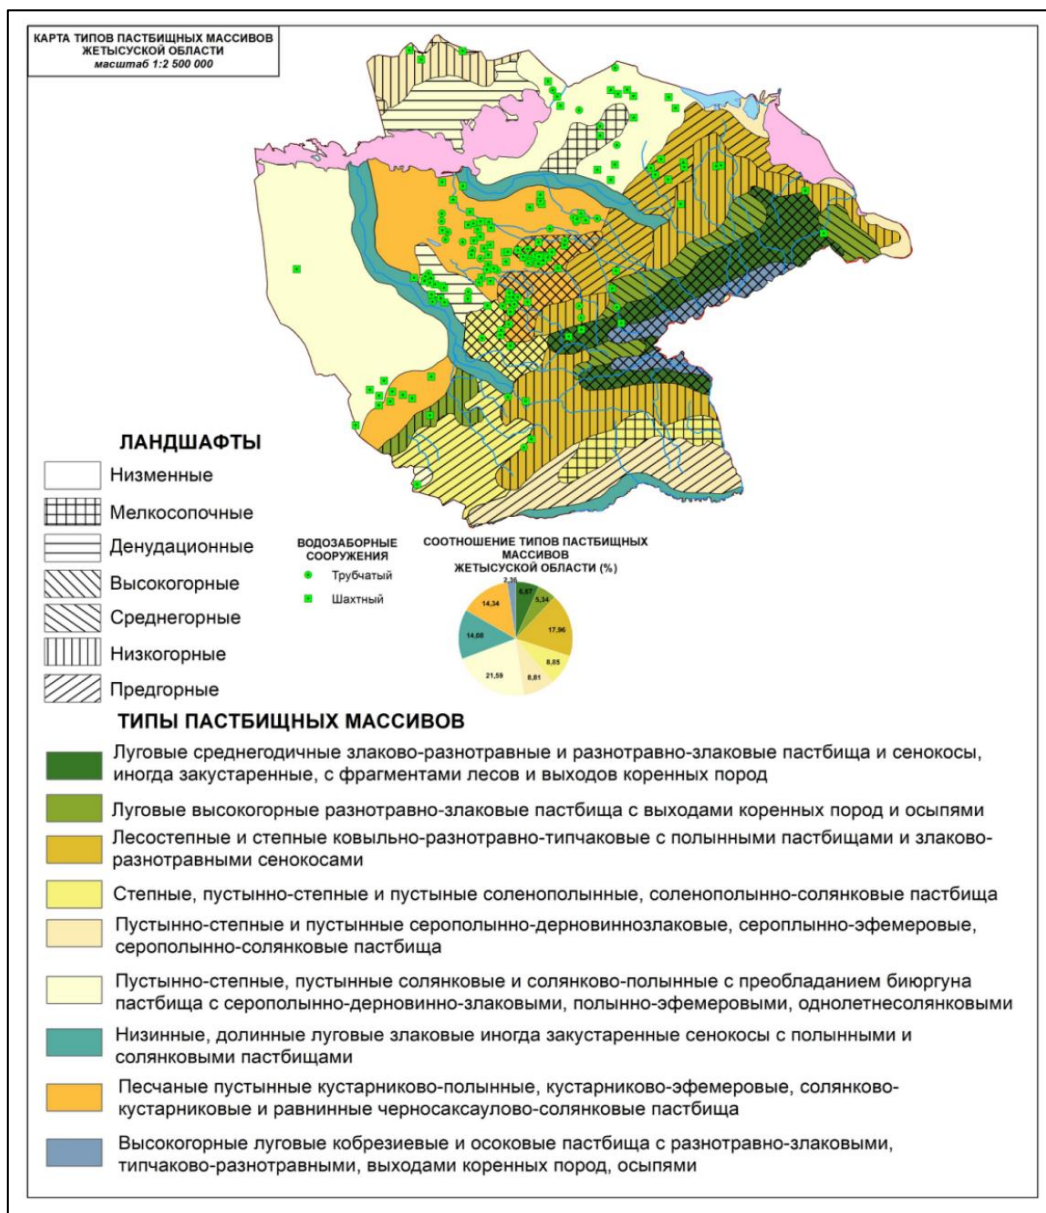 КАРТА ТИПОВ ПАСТБИЩНЫХ МАССИВОВ
ЖЕТЫСУСКОЙ ОБЛАСТИ
масштаб 1:2 500 000
ЛАНДШАФТЫ
Низменные
Мелкосопочные
Денудационные
Высокогорные
Среднегорные
Низкогорные
Предгорные
ВОДОЗАБОРНЫЕ
СООРУЖЕНИЯ
Трубчатый
Шахтный
СООТНОШЕНИЕ ТИПОВ ПАСТБИЩНЫХ
МАССИВОВ
ЖЕТЫСУСКОЙ ОБЛАСТИ (%)
2,36
6,67
5,34
17,96
8,85
8,81
21,59
14,08
14,34
ТИПЫ ПАСТБИЩНЫХ МАССИВОВ
Луговые среднегодичные злаково-разнотравные и разнотравно-злаковые пастбища и сенокосы,
иногда закустаренные, с фрагментами лесов и выходов коренных пород
Луговые высокогорные разнотравно-злаковые пастбища с выходами коренных пород и осыпями
Лесостепные и степные ковыльно-разнотравно-типчаковые с полынными пастбищами и злаково-
разнотравными сенокосами
Степные, пустынно-степные и пустыные соленополынные, соленополынно-солянковые пастбища
Пустынно-степные и пустынные серополынно-дерновиннозлаковые, сероплынно-эфемеровые,
серополынно-солянковые пастбища
Пустынно-степные, пустынные солянковые и солянково-полынные с преобладанием биюргуна
пастбища с серополынно-дерновинно-злаковыми, полынно-эфемеровыми, однолетнесолянковыми
Низинные, долинные луговые злаковые иногда закустаренные сенокосы с полынными и
солянковыми пастбищами
Песчаные пустынные кустарниково-полынные, кустарниково-эфемеровые, солянково-
кустарниковые и равнинные черносаксаулово-солянковые пастбища
Высокогорные луговые кобрезиевые и осоковые пастбища с разнотравно-злаковыми,
типчаково-разнотравными, выходами коренных пород, осыпями